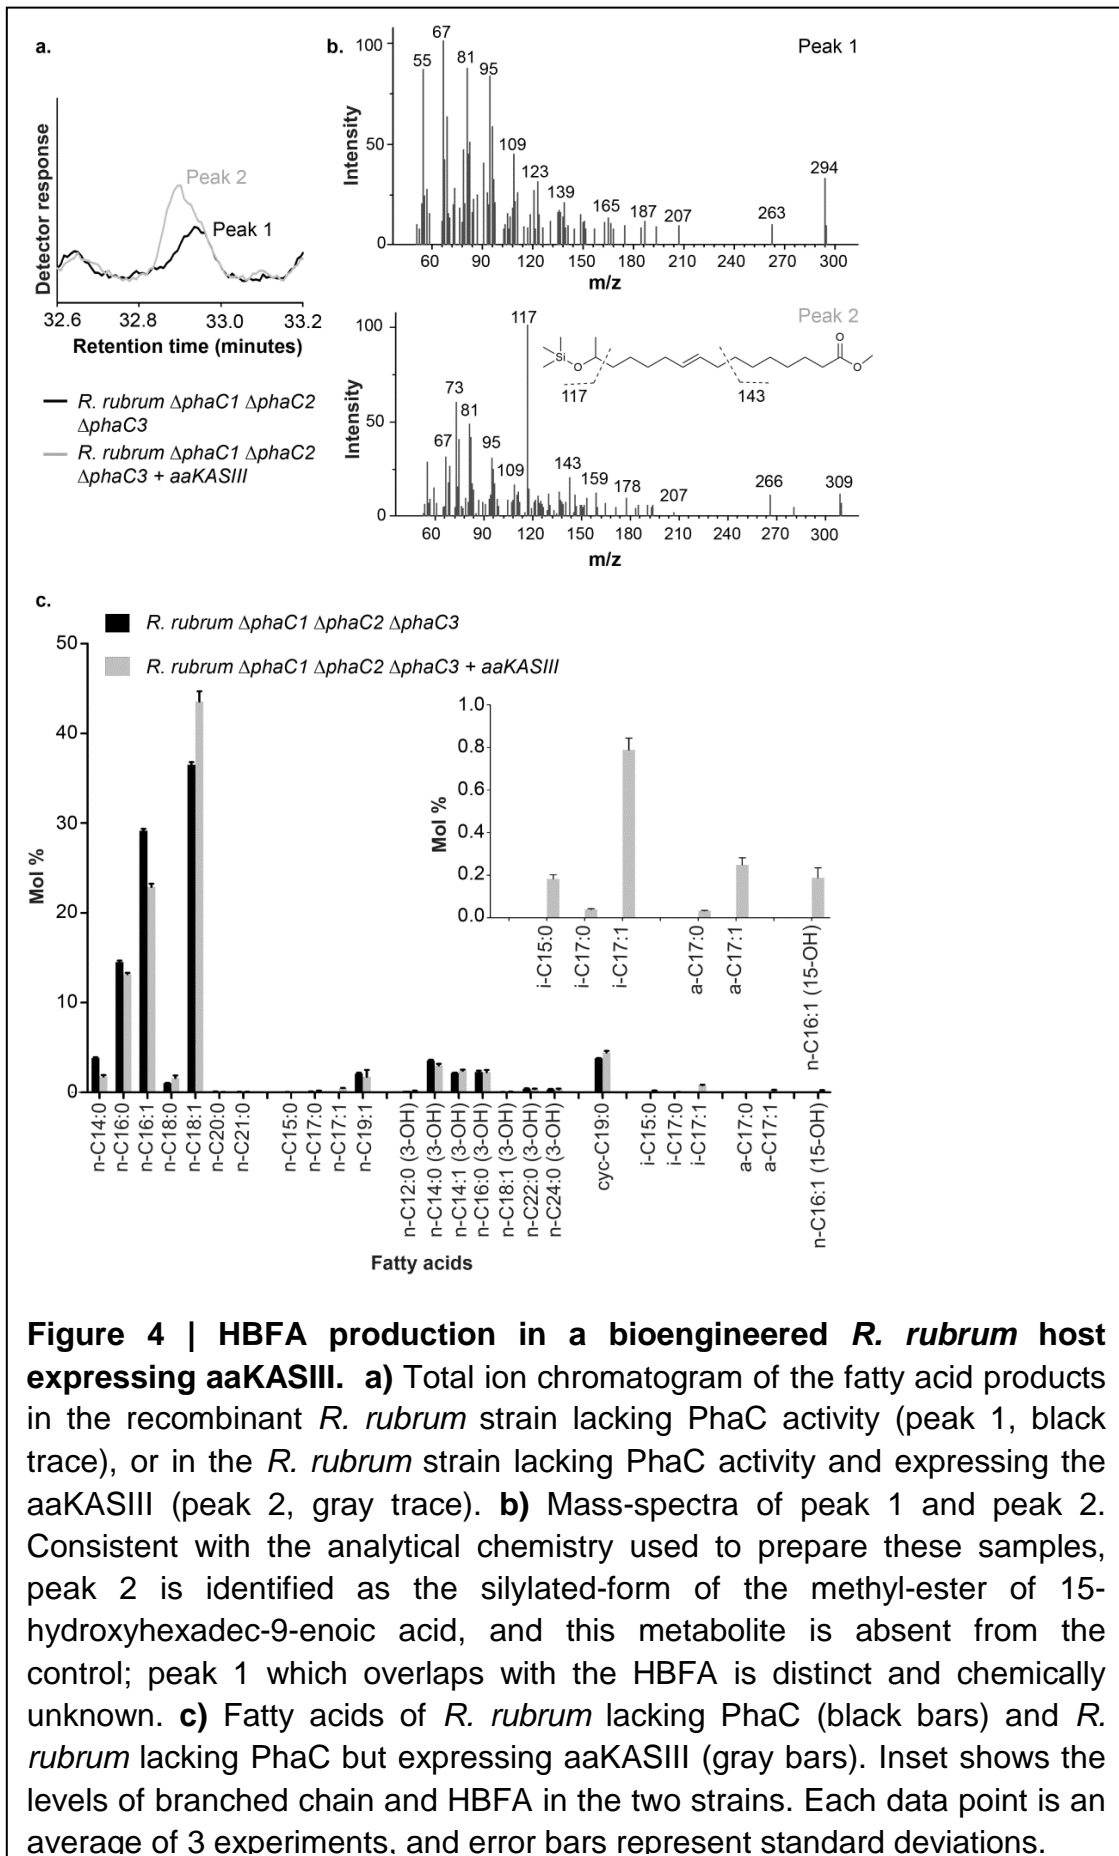 a.
Detector response
Peak 2
Peak 1
32.6 32.8 33.0 33.2
Retention time (minutes)
R. rubrum ΔphaC1 ΔphaC2
ΔphaC3
R. rubrum ΔphaC1 ΔphaC2
ΔphaC3 + aaKASIII
b.
Peak 1
Intensity
100
50
0
55
67
81
95
109
123
139
165
187
207
263
294
60 90 120 150 180 210 240 270 300
m/z
Peak 2
Intensity
100
50
0
67
73
81
95
109
117
143
159
178
207
266
309
Si
O
O
O
117
143
60 90 120 150 180 210 240 270 300
m/z
c.
R. rubrum ΔphaC1 ΔphaC2 ΔphaC3
R. rubrum ΔphaC1 ΔphaC2 ΔphaC3 + aaKASIII
Mol %
50
40
30
20
10
0
Mol %
1.0
0.8
0.6
0.4
0.2
0.0
i-C15:0
i-C17:0
i-C17:1
a-C17:0
a-C17:1
n-C16:1 (15-OH)
n-C14:0
n-C16:0
n-C16:1
n-C18:0
n-C18:1
n-C20:0
n-C21:0
n-C15:0
n-C17:0
n-C17:1
n-C19:1
n-C12:0 (3-OH)
n-C14:0 (3-OH)
n-C14:1 (3-OH)
n-C16:0 (3-OH)
n-C18:1 (3-OH)
n-C22:0 (3-OH)
n-C24:0 (3-OH)
cyc-C19:0
i-C15:0
i-C17:0
i-C17:1
a-C17:0
a-C17:1
n-C16:1 (15-OH)
Fatty acids
Figure 4 | HBFA production in a bioengineered R. rubrum host
expressing aaKASIII. a) Total ion chromatogram of the fatty acid products
in the recombinant R. rubrum strain lacking PhaC activity (peak 1, black
trace), or in the R. rubrum strain lacking PhaC activity and expressing the
aaKASIII (peak 2, gray trace). b) Mass-spectra of peak 1 and peak 2.
Consistent with the analytical chemistry used to prepare these samples,
peak 2 is identified as the silylated-form of the methyl-ester of 15-
hydroxyhexadec-9-enoic acid, and this metabolite is absent from the
control; peak 1 which overlaps with the HBFA is distinct and chemically
unknown. c) Fatty acids of R. rubrum lacking PhaC (black bars) and R.
rubrum lacking PhaC but expressing aaKASIII (gray bars). Inset shows the
levels of branched chain and HBFA in the two strains. Each data point is an
average of 3 experiments, and error bars represent standard deviations.